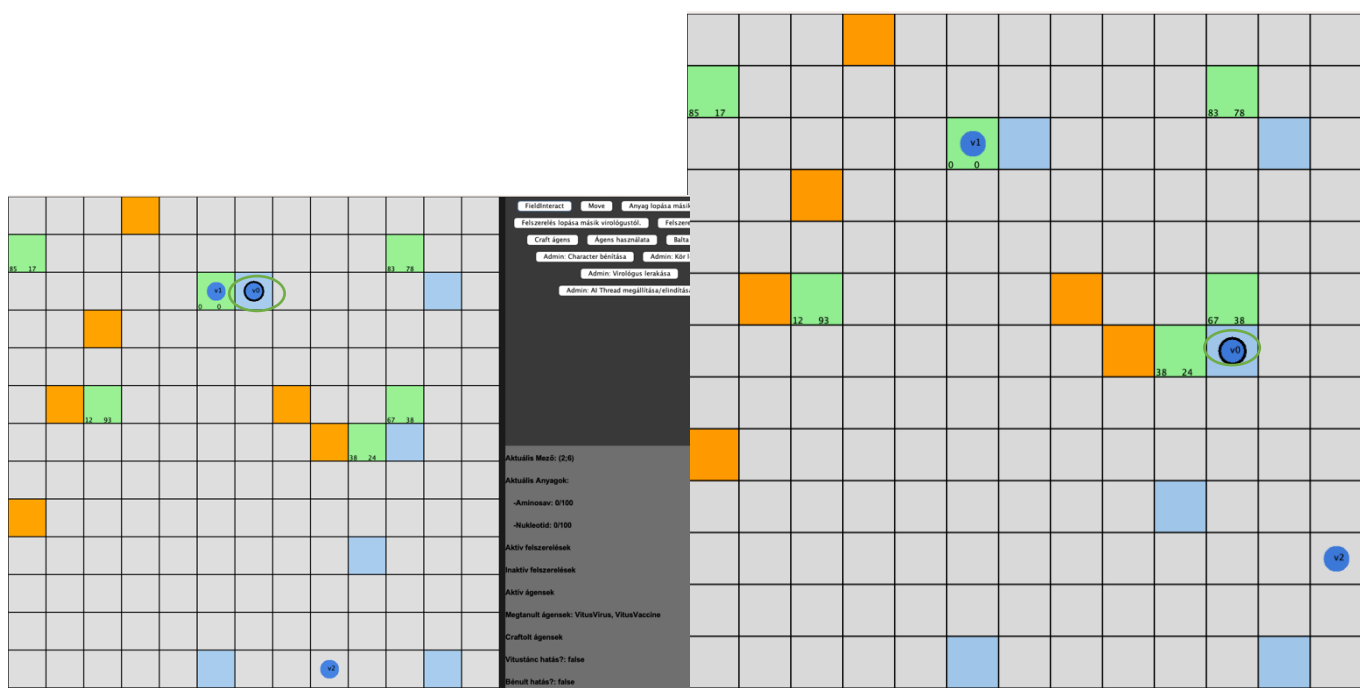 85 17
83 78
v1
v0
0 0
12 93
67 38
38 24
v2
FieldInteract Move Anyag lopása másik
Felszerelés lopása másik virológustól. Felszere
Craft ágens Ágens használata Balta
Admin: Character bénítása Admin: Kör l
Admin: Virológus lerakása
Admin: AI Thread megállítása/elindítása
Aktuális Mező: (2;6)
Aktuális Anyagok:
-Aminosav: 0/100
-Nukleotid: 0/100
Aktív felszerelések
Inaktív felszerelések
Aktív ágensek
Megtanult ágensek: VitusVirus, VitusVaccine
Craftolt ágensek
Vitustánc hatás?: false
Bénult hatás?: false
85 17
83 78
v1
0 0
12 93
67 38
v0
38 24
v2